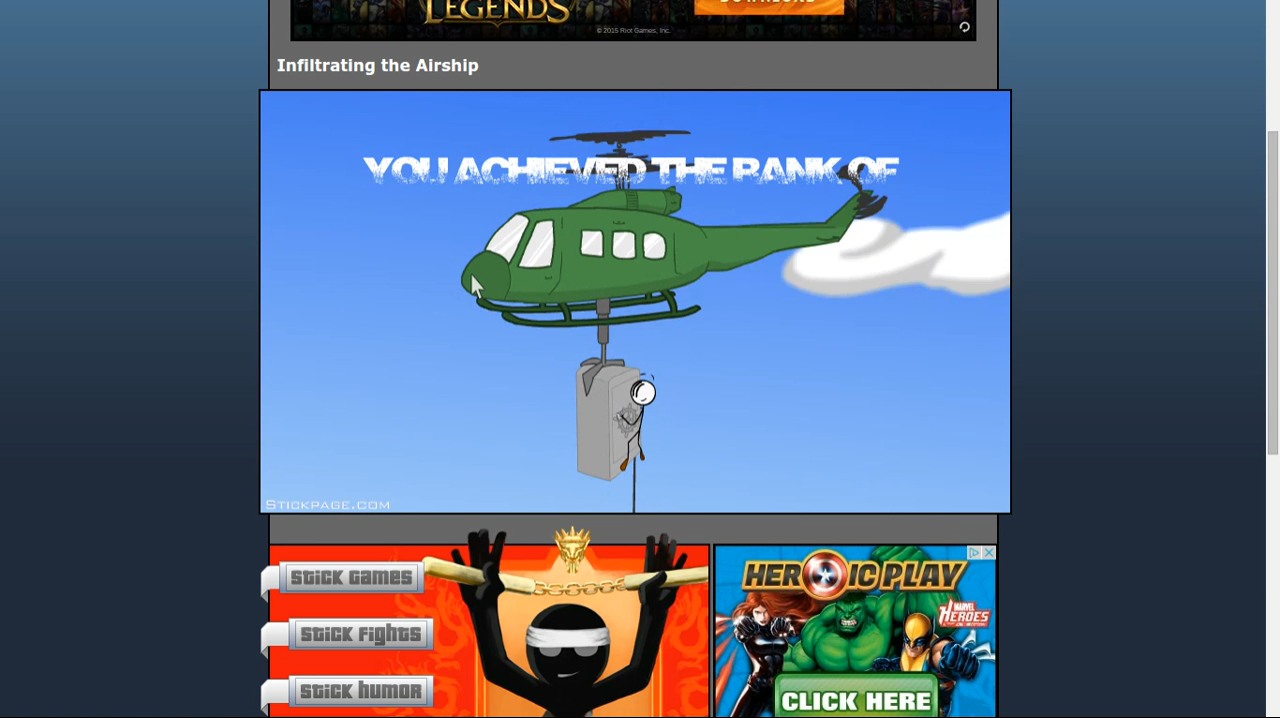 LEGENDS
DOWNLOAD
© 2015 Riot Games, Inc.
Infiltrating the Airship
YOU ACHIEVED THE RANK OF
STICKPAGE.COM
STICK GAMES
STICK FIGHTS
STICK HUMOR
HEROIC PLAY
MARVEL
HEROES
CLICK HERE